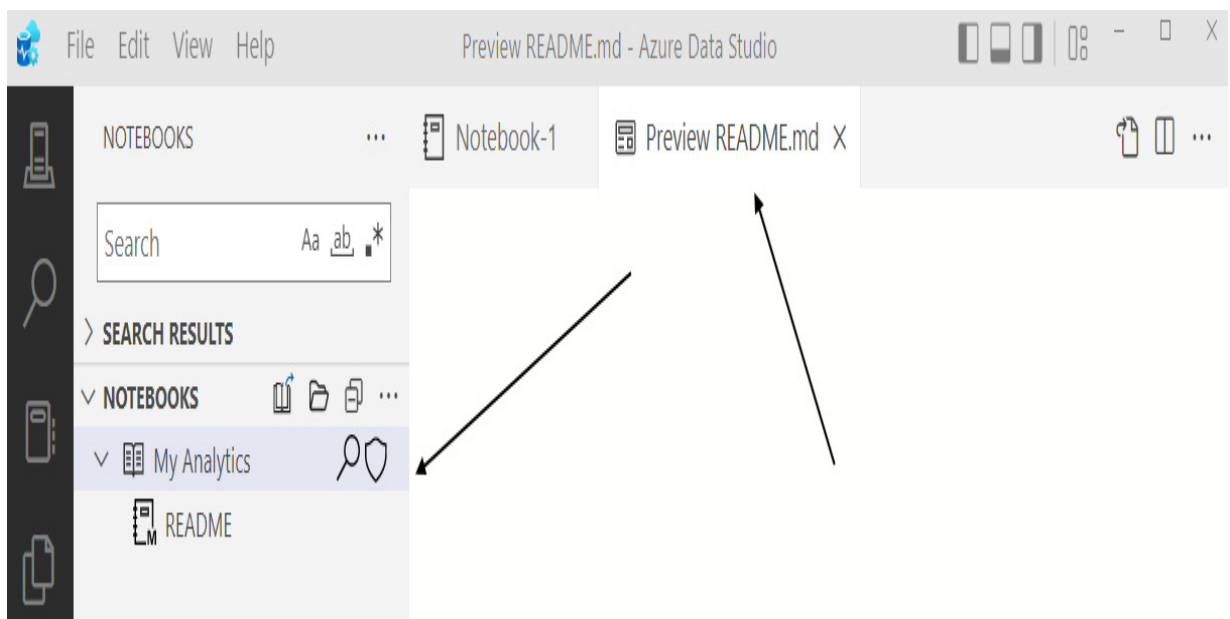 File Edit View Help Preview README.md - Azure Data Studio
NOTEBOOKS ...
Notebook-1 Preview README.md
Search Aa ab
SEARCH RESULTS
NOTEBOOKS ...
My Analytics
README